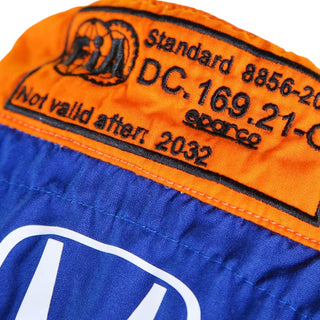 FIA
Standard 8856-20
DC.169.21-
sparco
Not valid after: 2032